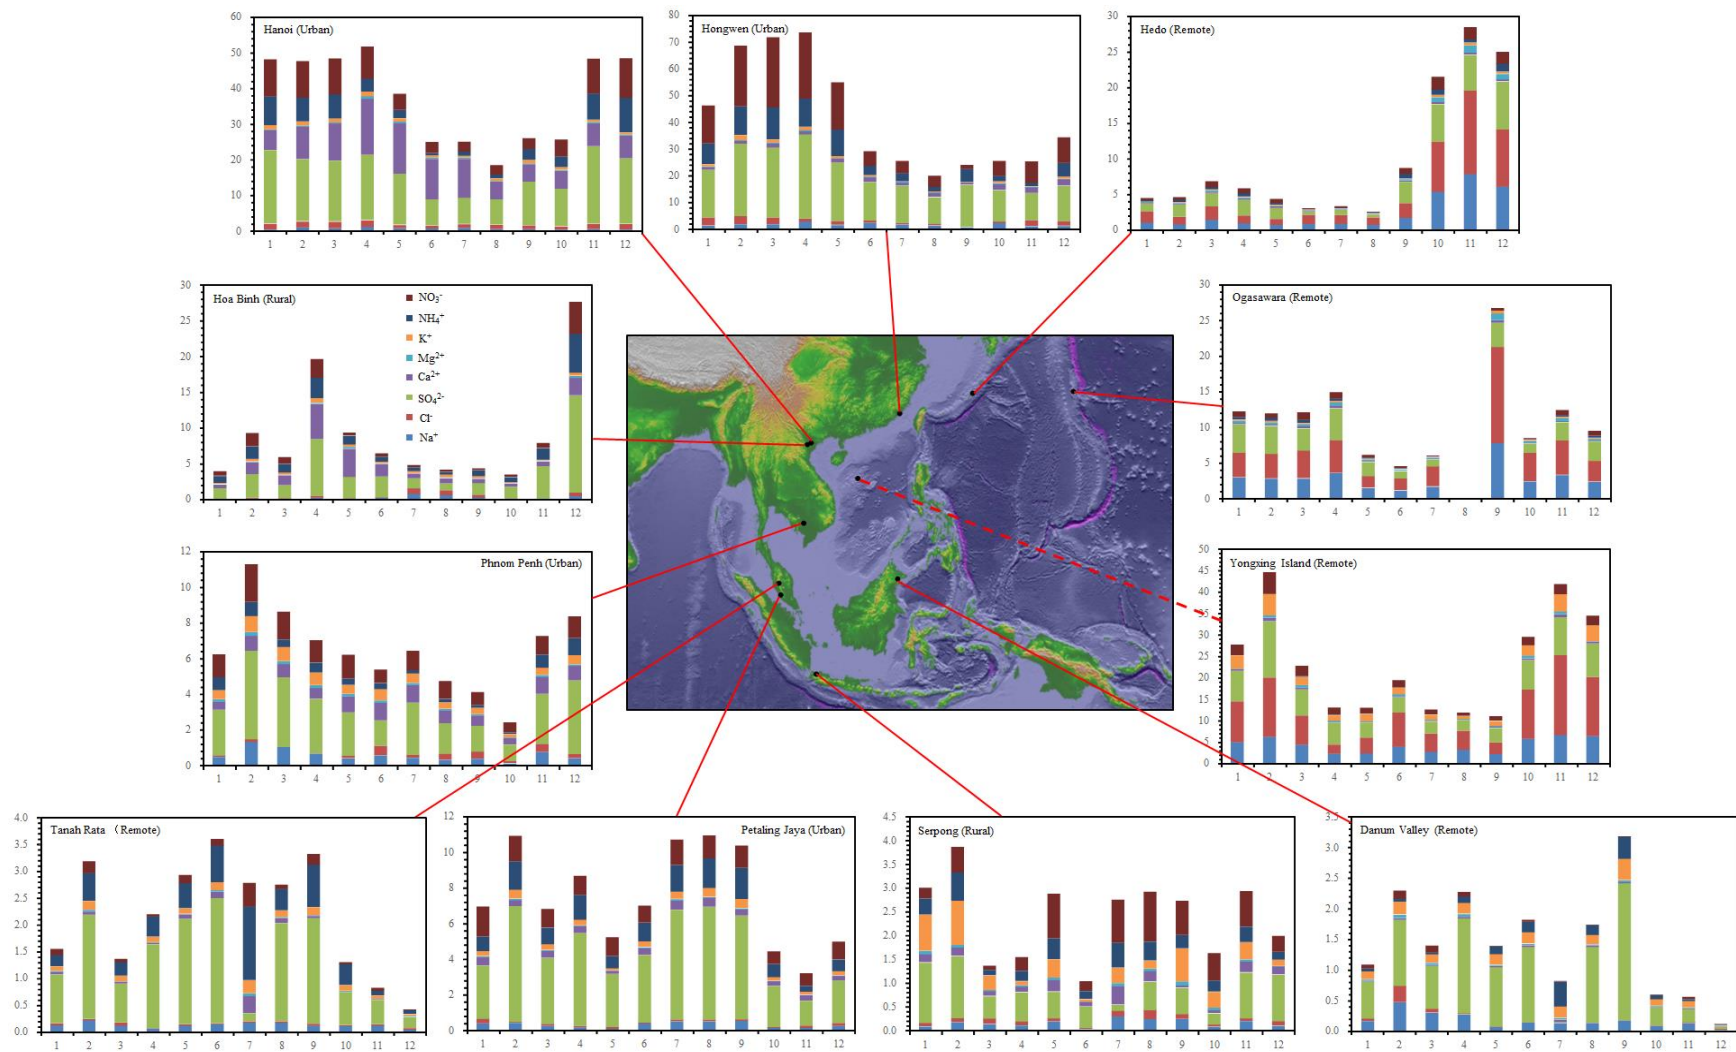 Hanoi (Urban)
60
50
40
30
20
10
0
1 2 3 4 5 6 7 8 9 10 11 12
Hongwen (Urban)
80
70
60
50
40
30
20
10
0
1 2 3 4 5 6 7 8 9 10 11 12
Hedo (Remote)
30
25
20
15
10
5
0
1 2 3 4 5 6 7 8 9 10 11 12
Hoa Binh (Rural)
30
25
20
15
10
5
0
1 2 3 4 5 6 7 8 9 10 11 12
NO₃⁻
NH₄⁺
K⁺
Mg²⁺
Ca²⁺
SO₄²⁻
Cl⁻
Na⁺
Ogasawara (Remote)
30
25
20
15
10
5
0
1 2 3 4 5 6 7 8 9 10 11 12
Phnom Penh (Urban)
12
10
8
6
4
2
0
1 2 3 4 5 6 7 8 9 10 11 12
Yongxing Island (Remote)
50
45
40
35
30
25
20
15
10
5
0
1 2 3 4 5 6 7 8 9 10 11 12
Tanah Rata （Remote)
4.0
3.5
3.0
2.5
2.0
1.5
1.0
0.5
0.0
1 2 3 4 5 6 7 8 9 10 11 12
Petaling Jaya (Urban)
12
10
8
6
4
2
0
1 2 3 4 5 6 7 8 9 10 11 12
Serpong (Rural)
4.5
4.0
3.5
3.0
2.5
2.0
1.5
1.0
0.5
0.0
1 2 3 4 5 6 7 8 9 10 11 12
Danum Valley (Remote)
3.5
3.0
2.5
2.0
1.5
1.0
0.5
0.0
1 2 3 4 5 6 7 8 9 10 11 12